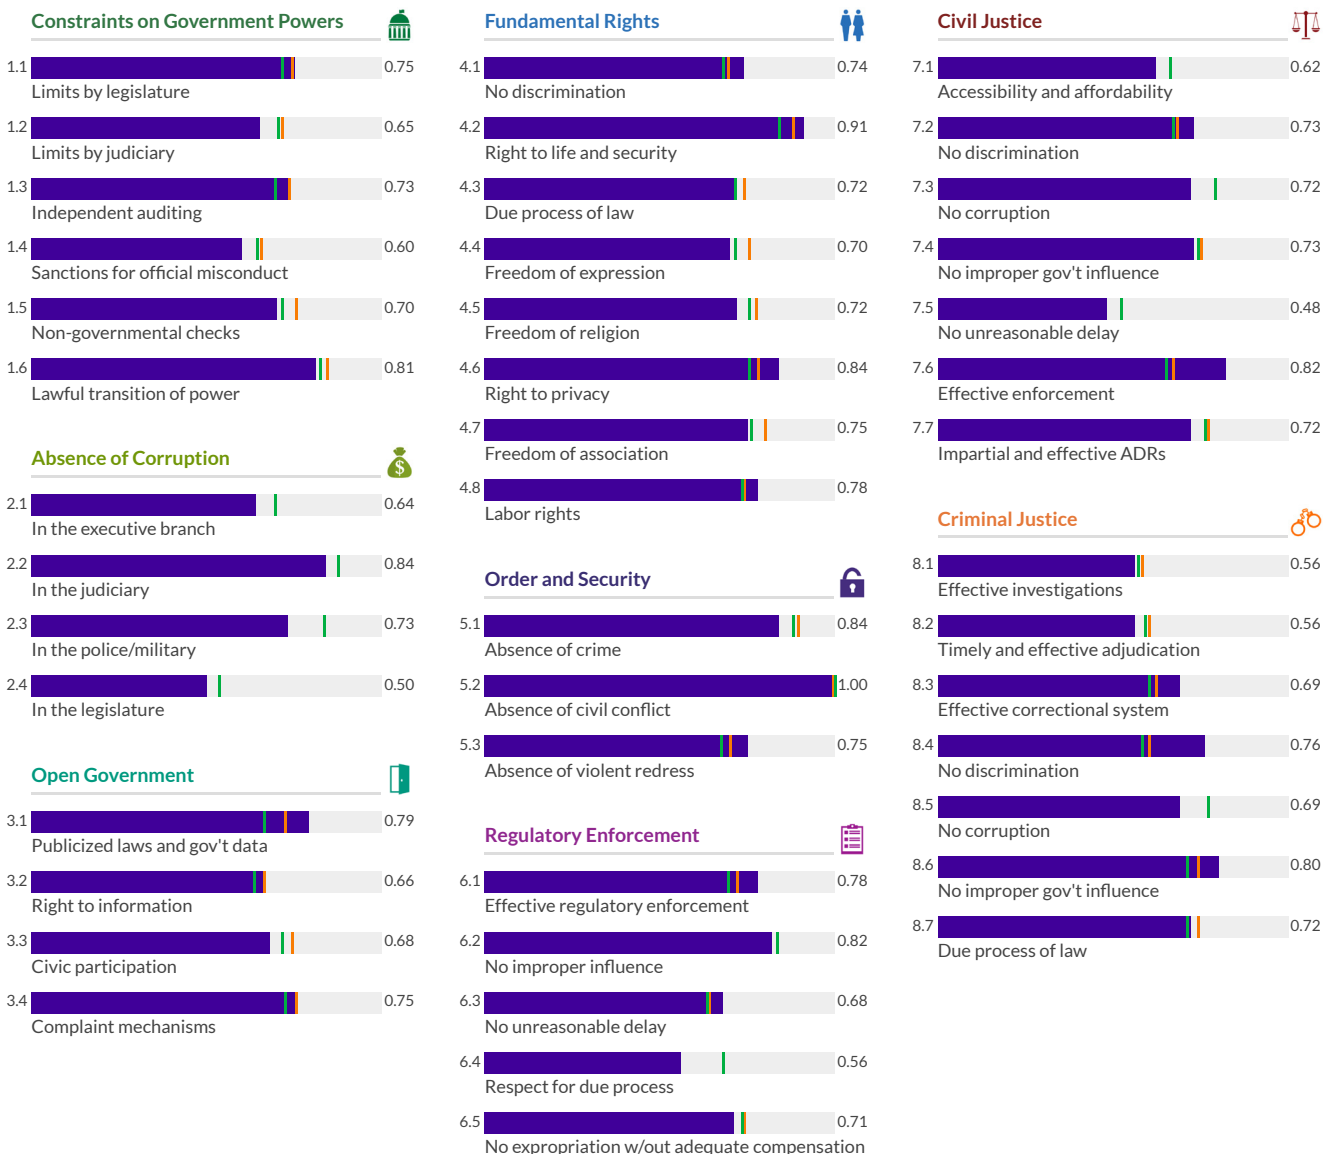 Constraints on Government Powers
1.1 0.75
Limits by legislature
1.2 0.65
Limits by judiciary
1.3 0.73
Independent auditing
1.4 0.60
Sanctions for official misconduct
1.5 0.70
Non-governmental checks
1.6 0.81
Lawful transition of power
Absence of Corruption
$
2.1 0.64
In the executive branch
2.2 0.84
In the judiciary
2.3 0.73
In the police/military
2.4 0.50
In the legislature
Open Government
3.1 0.79
Publicized laws and gov't data
3.2 0.66
Right to information
3.3 0.68
Civic participation
3.4 0.75
Complaint mechanisms
Fundamental Rights
4.1 0.74
No discrimination
4.2 0.91
Right to life and security
4.3 0.72
Due process of law
4.4 0.70
Freedom of expression
4.5 0.72
Freedom of religion
4.6 0.84
Right to privacy
4.7 0.75
Freedom of association
4.8 0.78
Labor rights
Order and Security
5.1 0.84
Absence of crime
5.2 1.00
Absence of civil conflict
5.3 0.75
Absence of violent redress
Regulatory Enforcement
6.1 0.78
Effective regulatory enforcement
6.2 0.82
No improper influence
6.3 0.68
No unreasonable delay
6.4 0.56
Respect for due process
6.5 0.71
No expropriation w/out adequate compensation
Civil Justice
7.1 0.62
Accessibility and affordability
7.2 0.73
No discrimination
7.3 0.72
No corruption
7.4 0.73
No improper gov't influence
7.5 0.48
No unreasonable delay
7.6 0.82
Effective enforcement
7.7 0.72
Impartial and effective ADRs
Criminal Justice
8.1 0.56
Effective investigations
8.2 0.56
Timely and effective adjudication
8.3 0.69
Effective correctional system
8.4 0.76
No discrimination
8.5 0.69
No corruption
8.6 0.80
No improper gov't influence
8.7 0.72
Due process of law